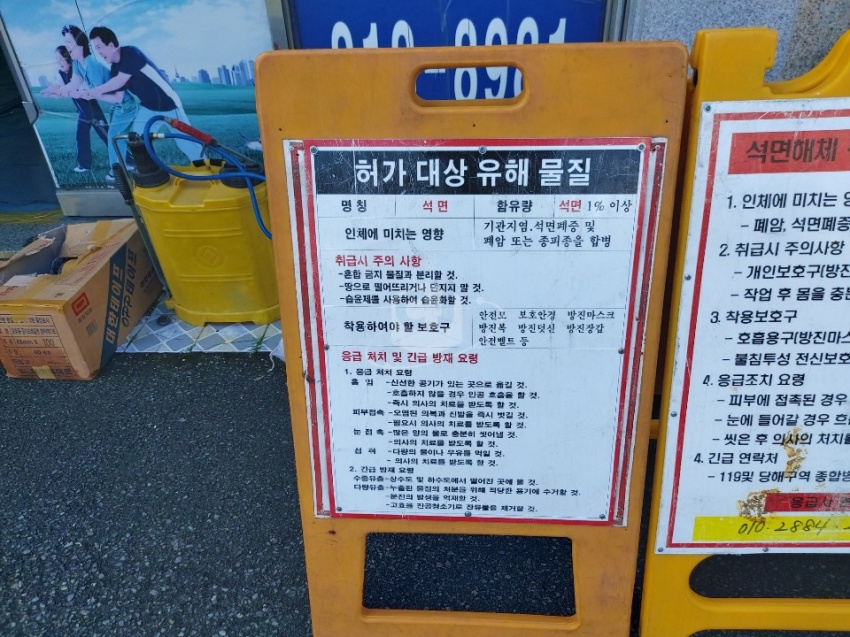 허가 대상 유해 물질
명 칭 석 면 함유량 석면 1% 이상
인체에 미치는 영향 기관지염.석면폐증 및
폐암 또는 종피종을 합병
취급시 주의 사항
-혼합 금지 물질과 분리할 것.
-땅으로 떨어뜨리거나 던지지 말 것.
-습윤제를 사용하여 습윤화할 것.
착용하여야 할 보호구
안전모 보호안경 방진마스크
방진복 방진덧신 방진장갑
안전벨트 등
응급 처치 및 긴급 방재 요령
1. 응급 처치 요령
흡 입 -신선한 공기가 있는 곳으로 옮길 것.
-호흡하지 않을 경우 인공 호흡을 할 것.
-즉시 의사의 치료를 받도록 할 것.
피부접촉 -오염된 의복과 신발을 즉시 벗길 것.
-필요시 의사의 치료를 받도록 할 것.
눈 접 촉 -많은 양의 물로 충분히 씻어낼 것.
-의사의 치료를 받도록 할 것.
섭 취 -다량의 물이나 우유를 먹일 것.
- 의사의 치료를 받도록 할 것.
2. 긴급 방재 요령
수중유출-상수도 및 하수도에서 떨어진 곳에 둘 것.
다량유출-누출된 물질의 처분을 위해 적당한 용기에 수거할 것.
-분진의 발생을 억제할 것.
-고효율 진공청소기로 잔유물을 제거할 것.
석면해체
1. 인체에 미치는
- 폐암, 석면폐증
2. 취급시 주의사항
- 개인보호구(방진
- 작업 후 몸을 충분
3. 착용보호구
- 호흡용구(방진마스
- 불침투성 전신보호
4. 응급조치 요령
- 피부에 접촉된 경우
- 눈에 들어갈 경우
- 씻은 후 의사의 처치를
4. 긴급 연락처
- 119및 당해구역 종합병
010-2884-
대양테이프